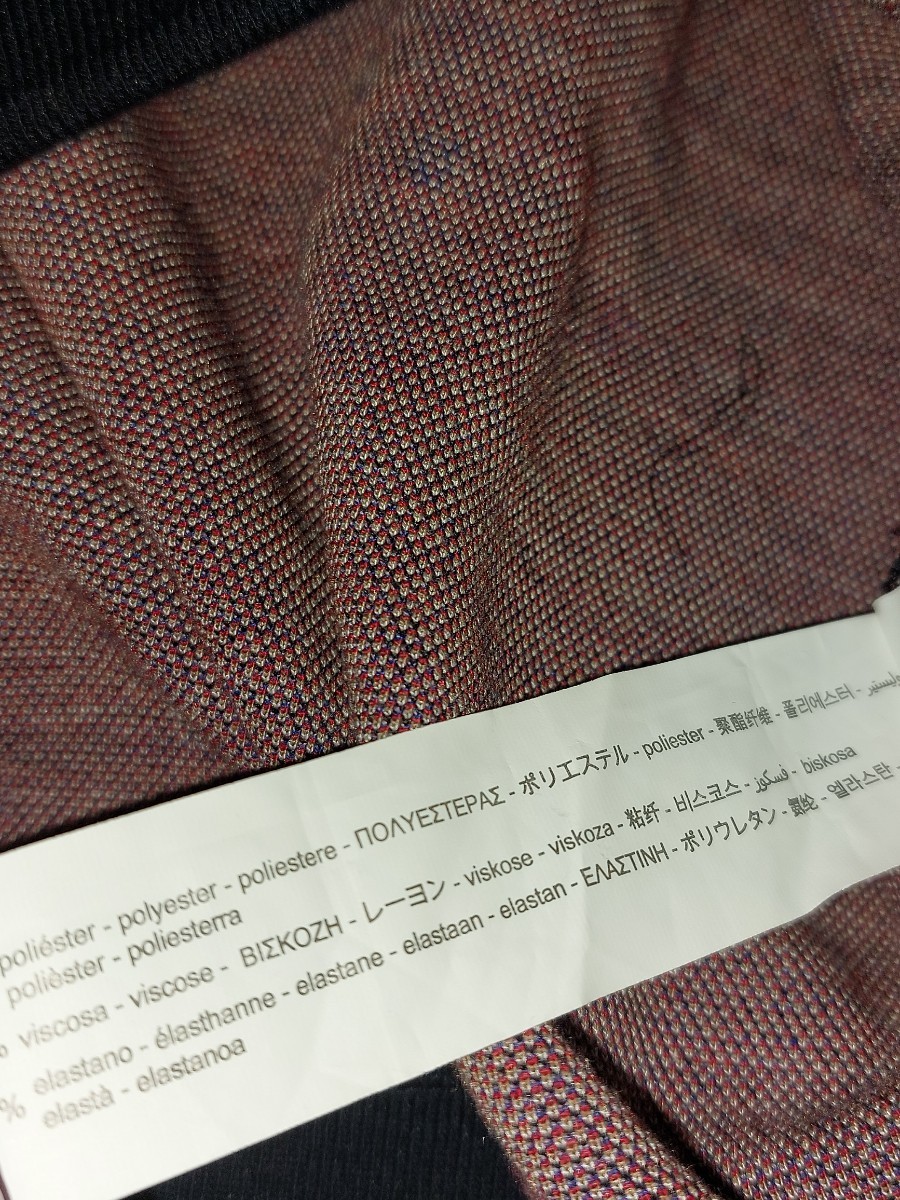 poliéster - polyester - poliestere - ΠΟΛΥΕΣΤΕΡΑΣ - ポリエステル - poliester - 聚酯纤维 - 폴리에스터 -
polièster - poliesterra
% viscosa - viscose - ΒΙΣΚΟΖΗ - レーヨン - viskose - viskoza - 粘纤 - 비스코스 - فسكوز - biskosa
% elastano - élasthanne - elastane - elastaan - elastan - ΕΛΑΣΤΙΝΗ - ポリウレタン - 氨纶 - 엘라스탄 -
elastà - elastanoa